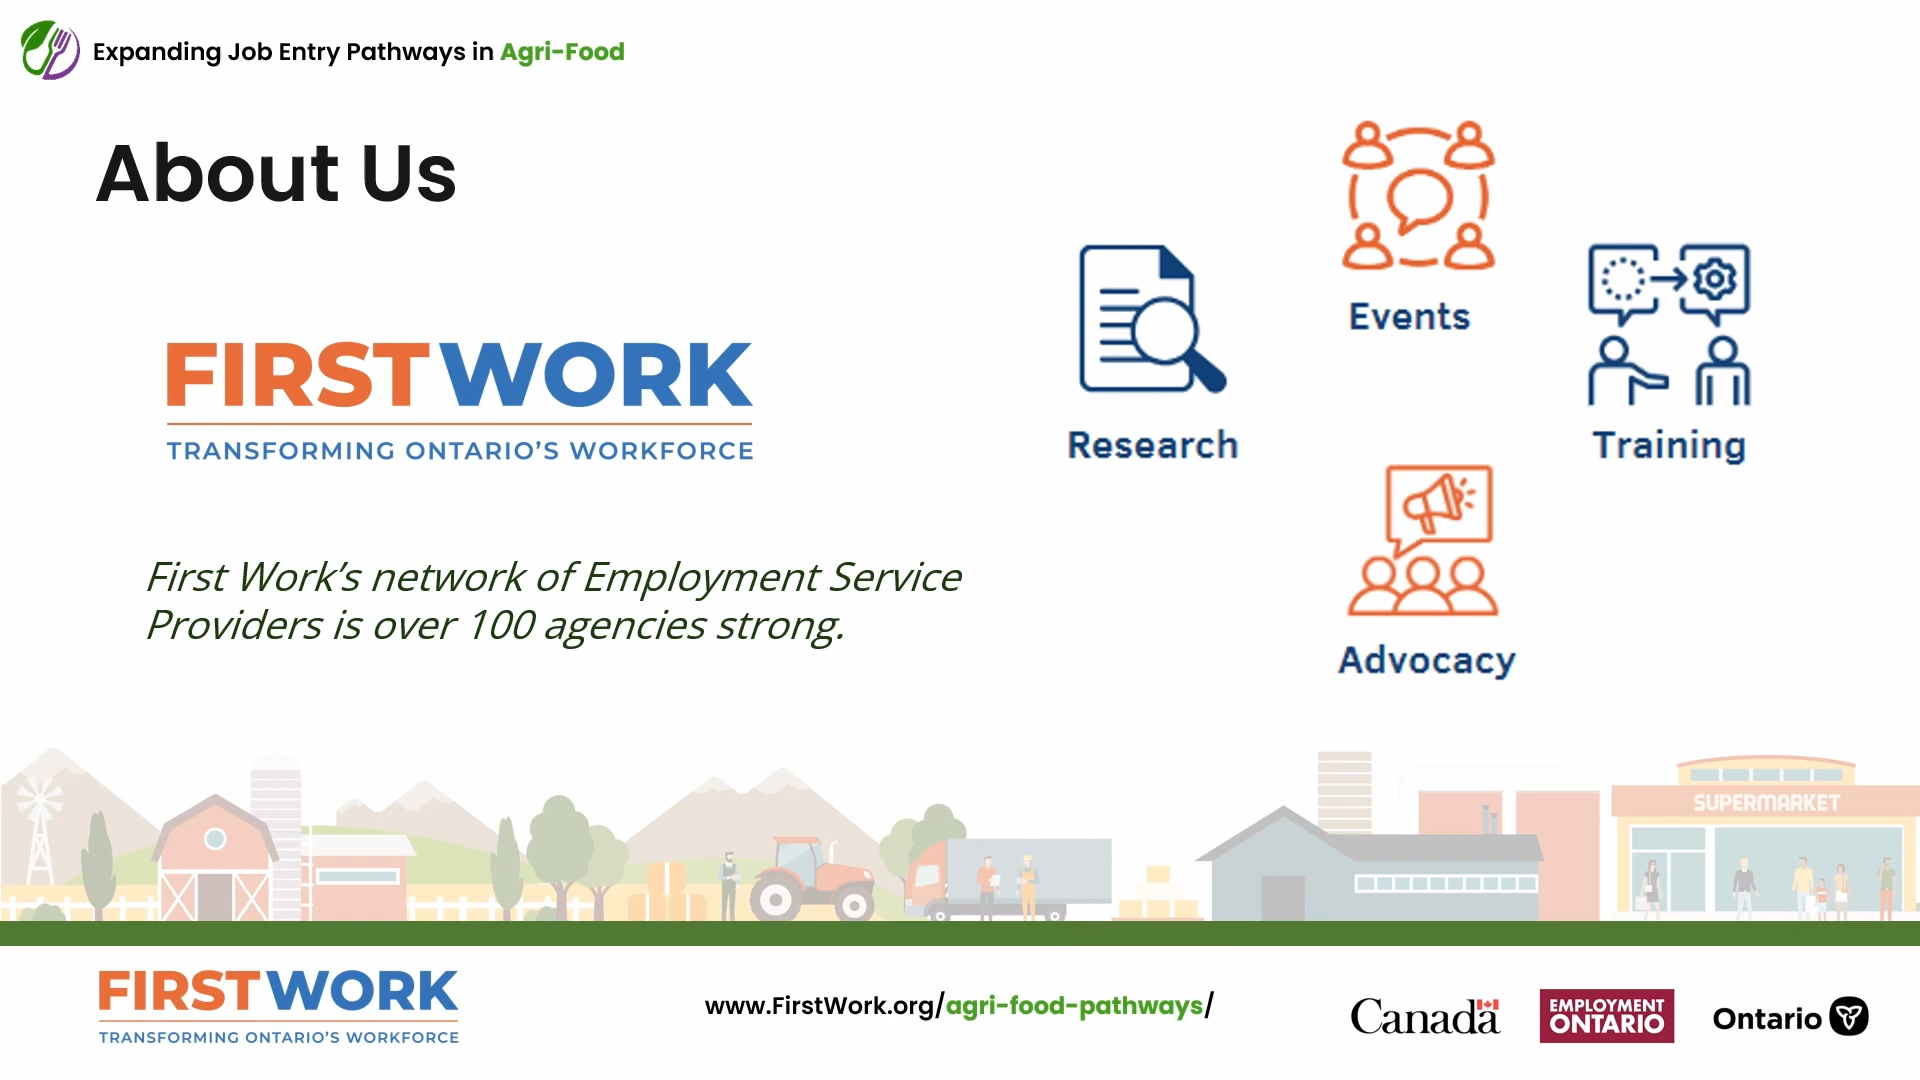 Expanding Job Entry Pathways in Agri-Food
About Us
FIRSTWORK
TRANSFORMING ONTARIO'S WORKFORCE
First Work's network of Employment Service
Providers is over 100 agencies strong.
Events
Research
Training
Advocacy
SUPERMARKET
FIRSTWORK
TRANSFORMING ONTARIO'S WORKFORCE
www.FirstWork.org/agri-food-pathways/
Canada
EMPLOYMENT
ONTARIO
Ontario